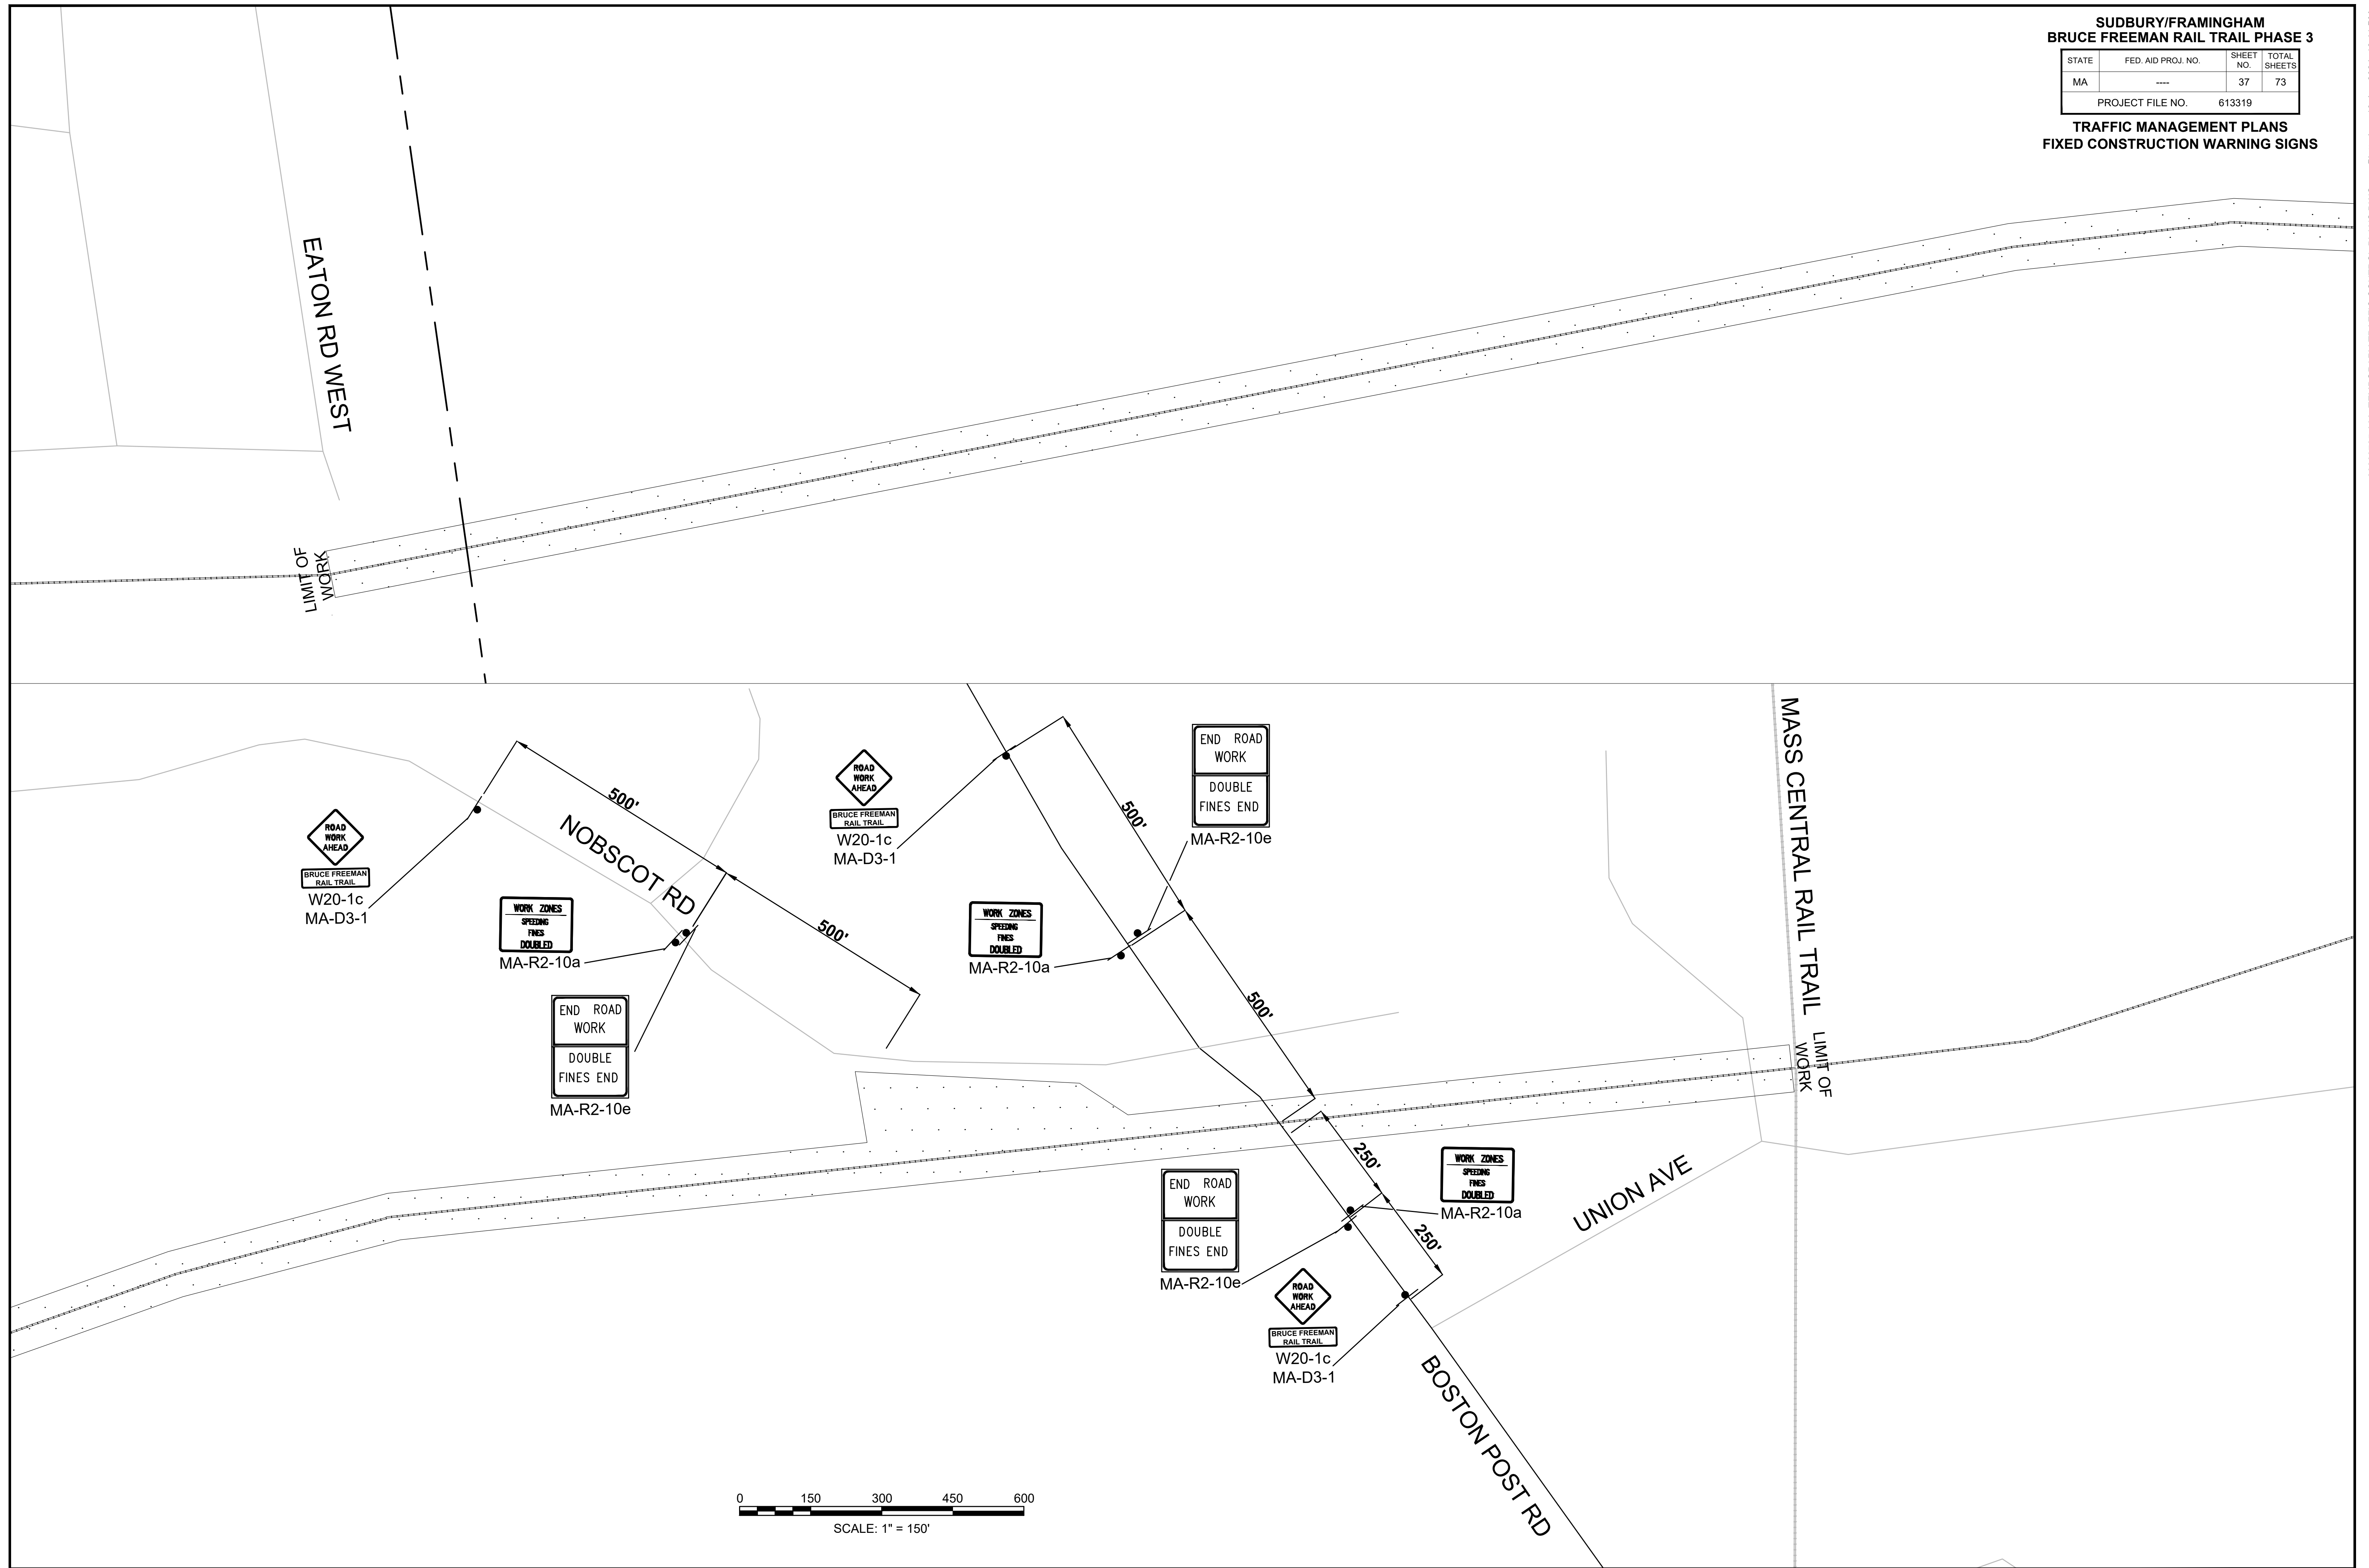 SUDBURY/FRAMINGHAM
BRUCE FREEMAN RAIL TRAIL PHASE 3
STATE FED. AID PROJ. NO. SHEET NO. TOTAL SHEETS
MA ---- 37 73
PROJECT FILE NO. 613319
TRAFFIC MANAGEMENT PLANS
FIXED CONSTRUCTION WARNING SIGNS
EATON RD WEST
LIMIT OF
WORK
ROAD
WORK
AHEAD
BRUCE FREEMAN
RAIL TRAIL
W20-1c
MA-D3-1
500'
NOBSCOT RD
500'
WORK ZONES
SPEEDING
FINES
DOUBLED
MA-R2-10a
END ROAD
WORK
DOUBLE
FINES END
MA-R2-10e
ROAD
WORK
AHEAD
BRUCE FREEMAN
RAIL TRAIL
W20-1c
MA-D3-1
500'
END ROAD
WORK
DOUBLE
FINES END
MA-R2-10e
WORK ZONES
SPEEDING
FINES
DOUBLED
MA-R2-10a
500'
MASS CENTRAL RAIL TRAIL
LIMIT OF
WORK
250'
WORK ZONES
SPEEDING
FINES
DOUBLED
MA-R2-10a
END ROAD
WORK
DOUBLE
FINES END
MA-R2-10e
250'
UNION AVE
ROAD
WORK
AHEAD
BRUCE FREEMAN
RAIL TRAIL
W20-1c
MA-D3-1
BOSTON POST RD
0 150 300 450 600
SCALE: 1" = 150'